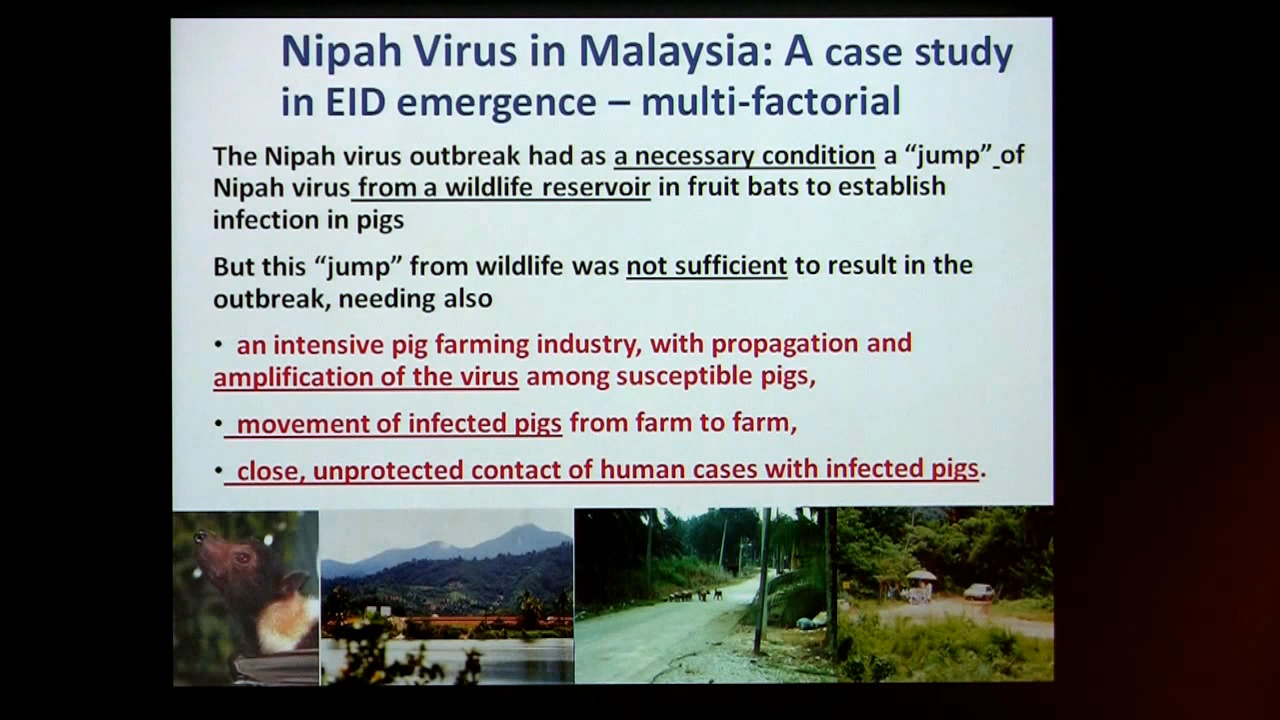 Nipah Virus in Malaysia: A case study
in EID emergence – multi-factorial
The Nipah virus outbreak had as a necessary condition a “jump” of
Nipah virus from a wildlife reservoir in fruit bats to establish
infection in pigs
But this “jump” from wildlife was not sufficient to result in the
outbreak, needing also
• an intensive pig farming industry, with propagation and
amplification of the virus among susceptible pigs,
• movement of infected pigs from farm to farm,
• close, unprotected contact of human cases with infected pigs.